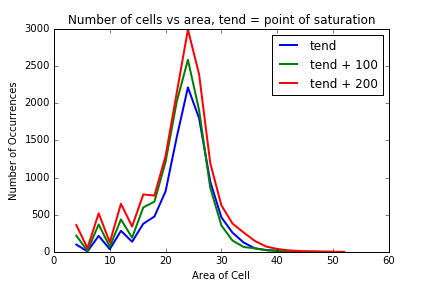 Number of cells vs area, tend = point of saturation
3000
2500
2000
1500
1000
500
0
Number of Occurrences
tend
tend + 100
tend + 200
0 10 20 30 40 50 60
Area of Cell